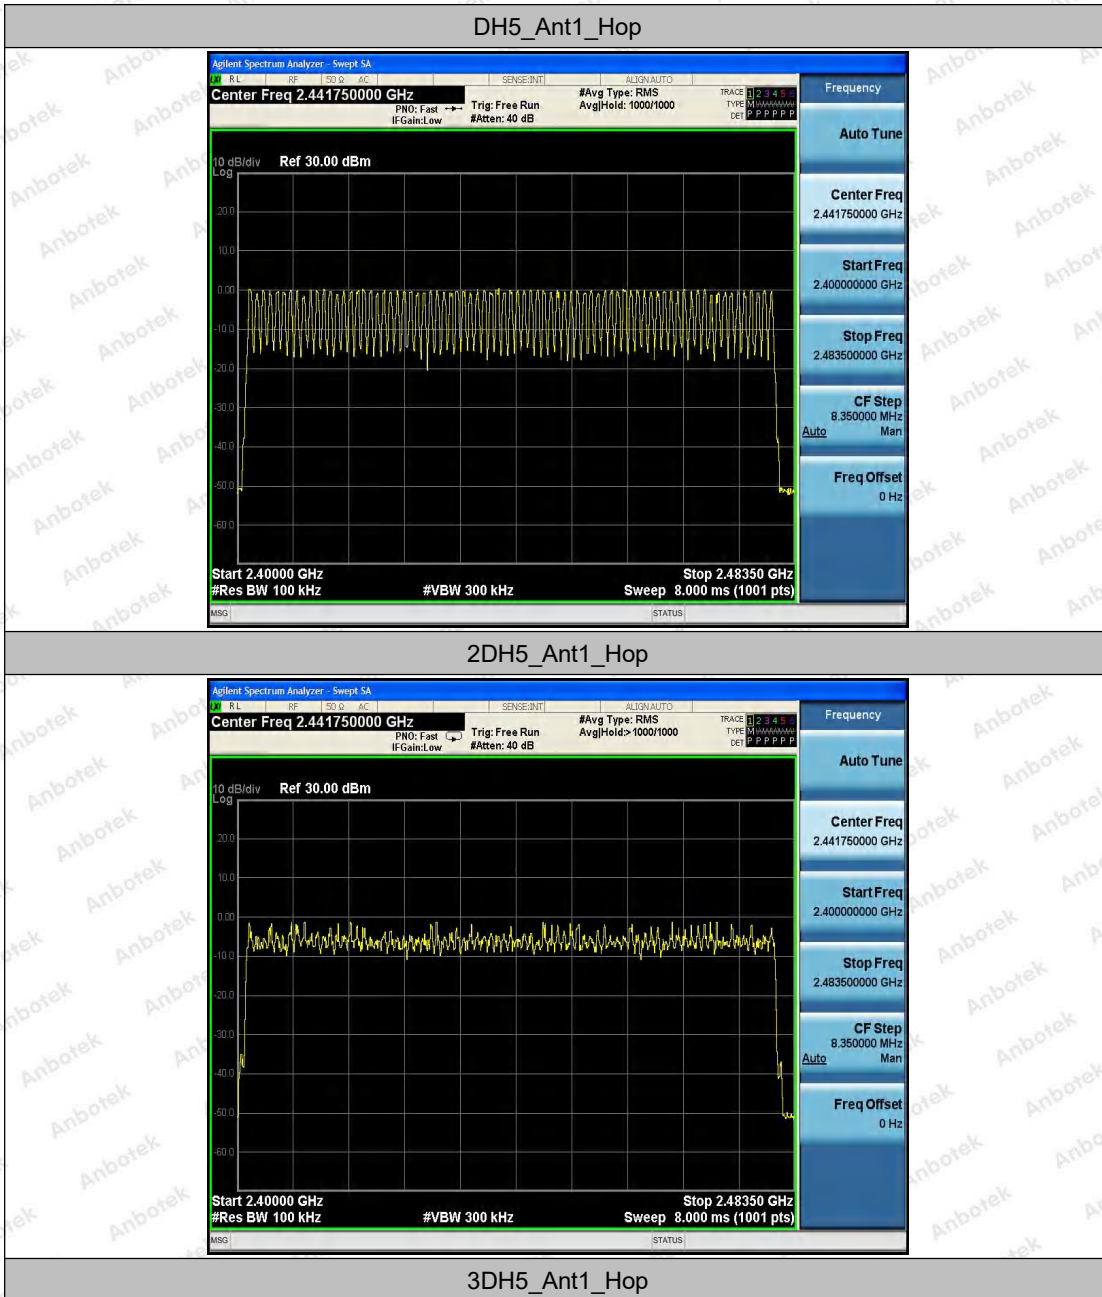 DH5_Ant1_Hop
Agilent Spectrum Analyzer - Swept SA
RL RF 50 Ω AC SENSE:INT ALIGNAUTO
Center Freq 2.441750000 GHz
PNO: Fast
IFGain:Low
Trig: Free Run
#Atten: 40 dB
#Avg Type: RMS
Avg|Hold: 1000/1000
TRACE 1 2 3 4 5 6
TYPE M
DET P P P P P P
10 dB/div Ref 30.00 dBm
Log
20.0
10.0
0.00
-10.0
-20.0
-30.0
-40.0
-50.0
-60.0
Start 2.40000 GHz Stop 2.48350 GHz
#Res BW 100 kHz #VBW 300 kHz Sweep 8.000 ms (1001 pts)
MSG STATUS
Frequency
Auto Tune
Center Freq
2.441750000 GHz
Start Freq
2.400000000 GHz
Stop Freq
2.483500000 GHz
CF Step
8.350000 MHz
Auto Man
Freq Offset
0 Hz
2DH5_Ant1_Hop
Agilent Spectrum Analyzer - Swept SA
RL RF 50 Ω AC SENSE:INT ALIGNAUTO
Center Freq 2.441750000 GHz
PNO: Fast
IFGain:Low
Trig: Free Run
#Atten: 40 dB
#Avg Type: RMS
Avg|Hold:>1000/1000
TRACE 1 2 3 4 5 6
TYPE M
DET P P P P P P
10 dB/div Ref 30.00 dBm
Log
20.0
10.0
0.00
-10.0
-20.0
-30.0
-40.0
-50.0
-60.0
Start 2.40000 GHz Stop 2.48350 GHz
#Res BW 100 kHz #VBW 300 kHz Sweep 8.000 ms (1001 pts)
MSG STATUS
Frequency
Auto Tune
Center Freq
2.441750000 GHz
Start Freq
2.400000000 GHz
Stop Freq
2.483500000 GHz
CF Step
8.350000 MHz
Auto Man
Freq Offset
0 Hz
3DH5_Ant1_Hop
Anbotek